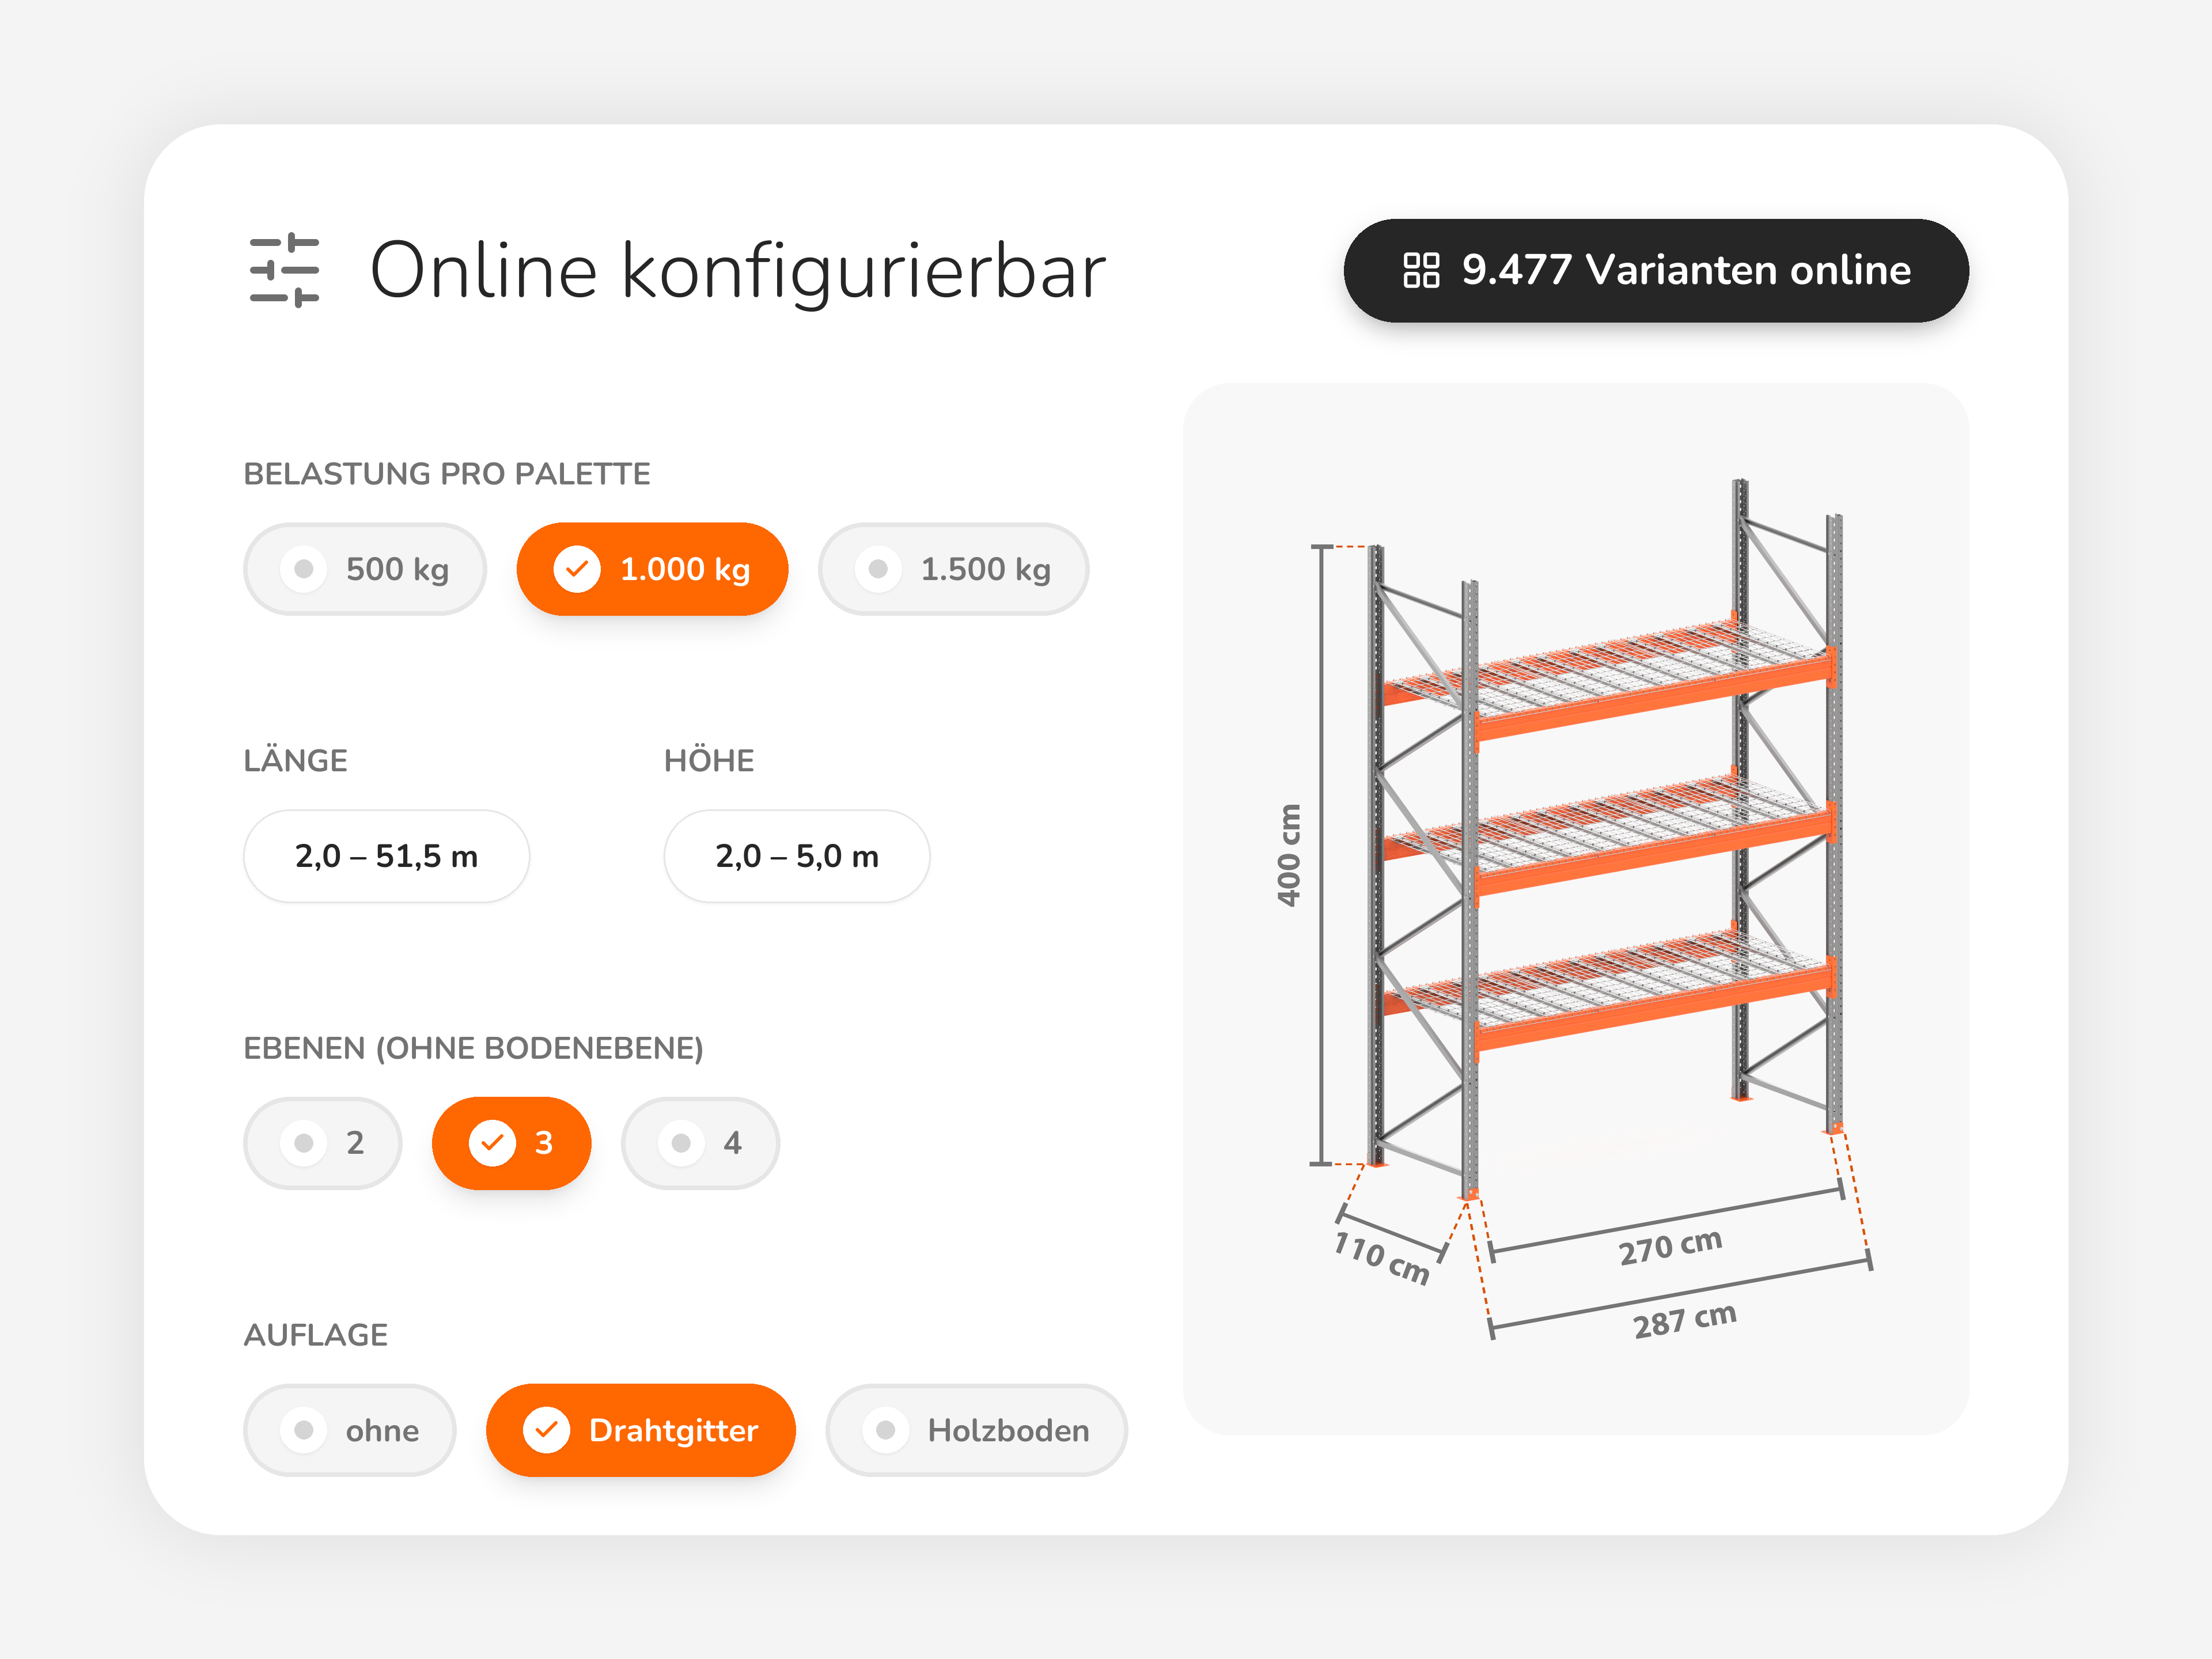 Online konfigurierbar
9.477 Varianten online
BELASTUNG PRO PALETTE
500 kg
1.000 kg
1.500 kg
LÄNGE
HÖHE
2,0 – 51,5 m
2,0 – 5,0 m
EBENEN (OHNE BODENEBENE)
2
3
4
AUFLAGE
ohne
Drahtgitter
Holzboden
400 cm
110 cm
270 cm
287 cm